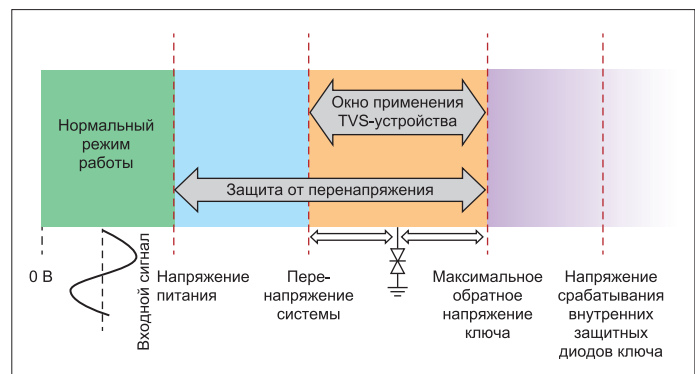 Окно применения
TVS-устройства
Нормальный
режим
работы
Защита от перенапряжения
0 В
Входной сигнал
Напряжение
питания
Пере-
напряжение
системы
Максимальное
обратное
напряжение
ключа
Напряжение
срабатывания
внутренних
защитных
диодов ключа